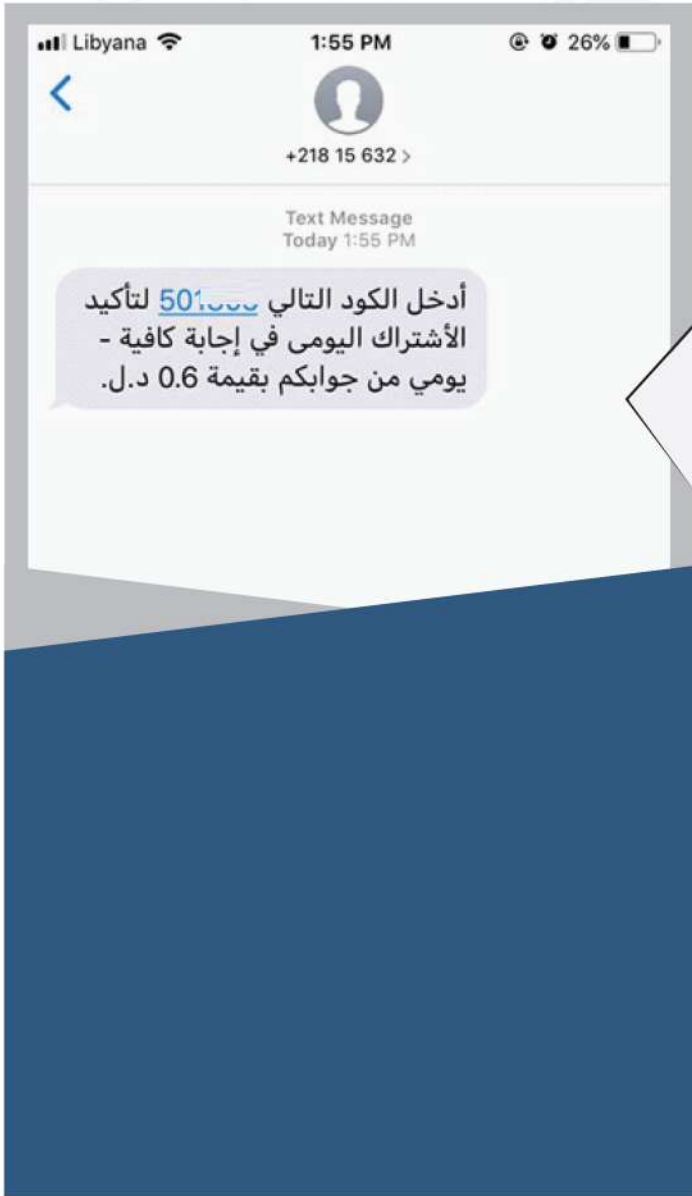 Libyana 1:55 PM 26%
+218 15 632 >
Text Message
Today 1:55 PM
أدخل الكود التالي لتأكيد
الأشتراك اليومى في إجابة كافية -
يومي من جوابكم بقيمة 0.6 د.ل.